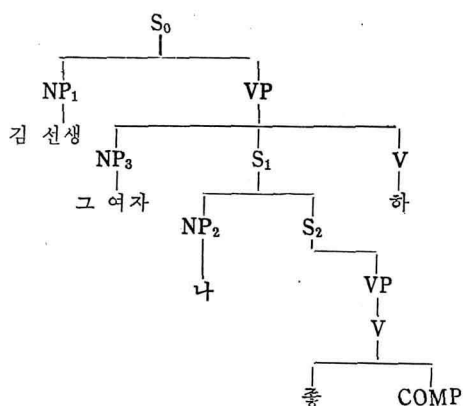 S₀
NP₁ VP
김 선생
NP₃ S₁ V
그 여자 하
NP₂ S₂
나 VP
V
좋 COMP